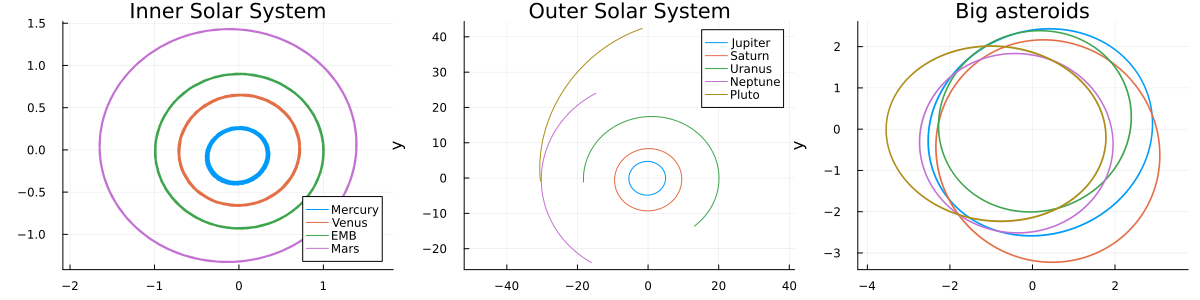 Inner Solar System
1.5
1.0
0.5
0.0
−0.5
−1.0
−2
−1
0
1
Mercury
Venus
EMB
Mars
Outer Solar System
y
40
30
20
10
0
−10
−20
−40
−20
0
20
40
Jupiter
Saturn
Uranus
Neptune
Pluto
Big asteroids
y
2
1
0
−1
−2
−3
−4
−2
0
2